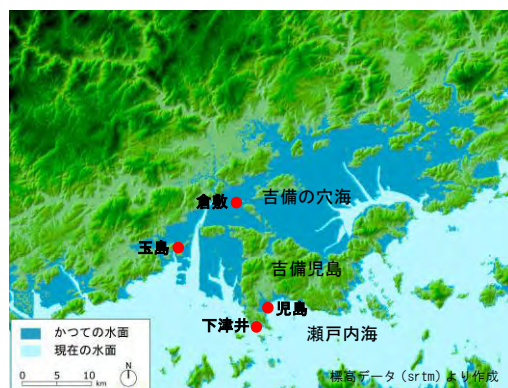 倉敷
吉備の穴海
玉島
吉備児島
児島
下津井
瀬戸内海
かつての水面
現在の水面
0 5 10 km
N
標高データ(srtm)より作成